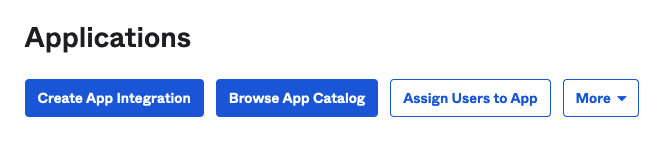 Applications
Create App Integration Browse App Catalog Assign Users to App More